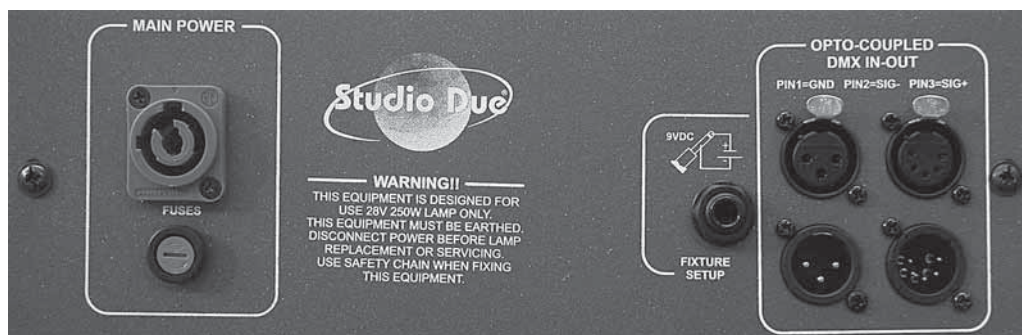 MAIN POWER
FUSES
Studio Due
WARNING!!
THIS EQUIPMENT IS DESIGNED FOR
USE 28V 250W LAMP ONLY.
THIS EQUIPMENT MUST BE EARTHED.
DISCONNECT POWER BEFORE LAMP
REPLACEMENT OR SERVICING.
USE SAFETY CHAIN WHEN FIXING
THIS EQUIPMENT.
9VDC
+
-
FIXTURE
SETUP
OPTO-COUPLED
DMX IN-OUT
PIN1=GND PIN2=SIG- PIN3=SIG+